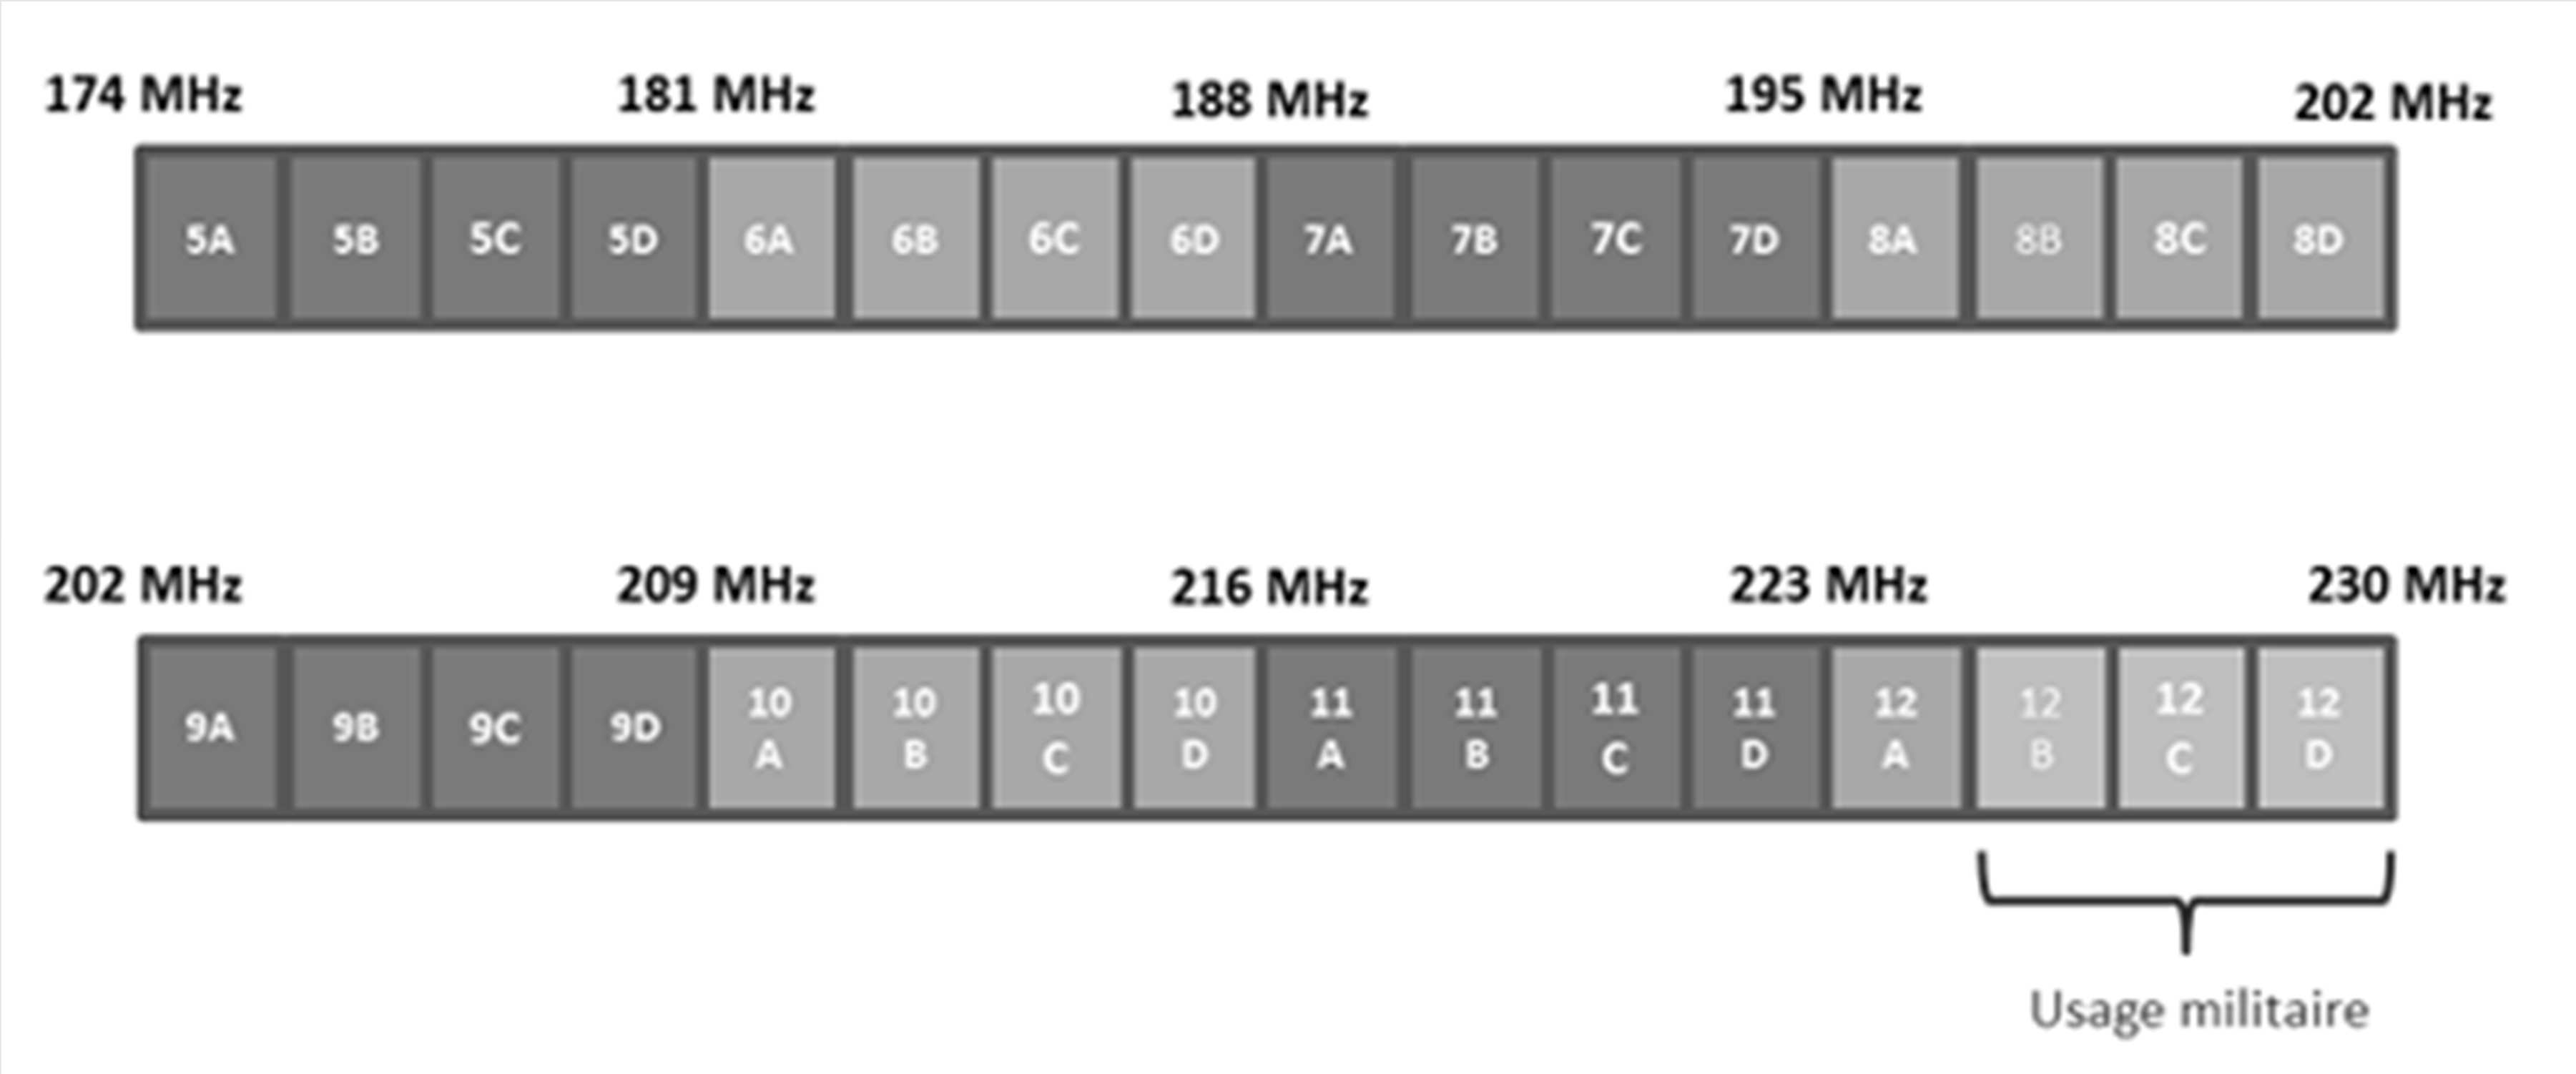 174 MHz 181 MHz 188 MHz 195 MHz 202 MHz
5A 5B 5C 5D 6A 6B 6C 6D 7A 7B 7C 7D 8A 8B 8C 8D
202 MHz 209 MHz 216 MHz 223 MHz 230 MHz
9A 9B 9C 9D 10 10 10 10 11 11 11 11 12 12 12 12
A B C D A B C D A B C D
Usage militaire